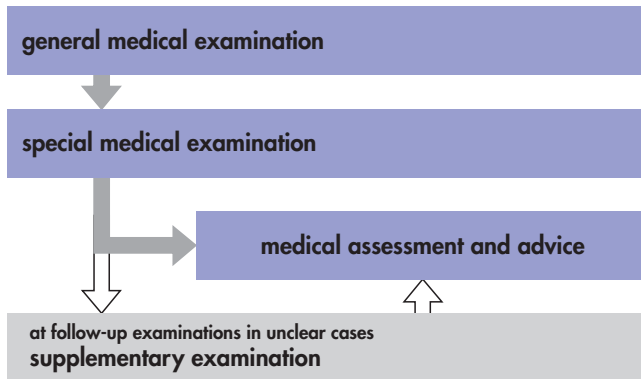 general medical examination
special medical examination
medical assessment and advice
at follow-up examinations in unclear cases
supplementary examination